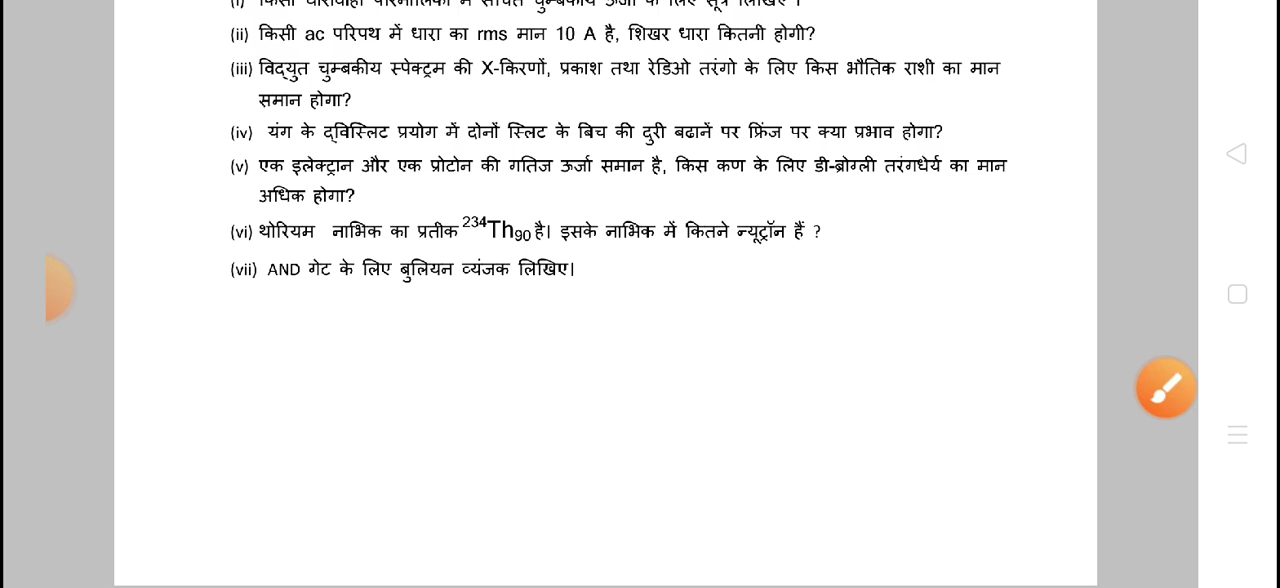 (ii) किसी ac परिपथ में धारा का rms मान 10 A है, शिखर धारा कितनी होगी?
(iii) विद्युत चुम्बकीय स्पेक्ट्रम की X-किरणों, प्रकाश तथा रेडिओ तरंगो के लिए किस भौतिक राशी का मान
समान होगा?
(iv) यंग के द्विस्लिट प्रयोग में दोनों स्लिट के बिच की दुरी बढानें पर फ्रिंज पर क्या प्रभाव होगा?
(v) एक इलेक्ट्रान और एक प्रोटोन की गतिज ऊर्जा समान है, किस कण के लिए डी-ब्रोग्ली तरंगधेर्य का मान
अधिक होगा?
(vi) थोरियम नाभिक का प्रतीक ²³⁴Th₉₀ है। इसके नाभिक में कितने न्यूट्रॉन हैं ?
(vii) AND गेट के लिए बुलियन व्यंजक लिखिए।